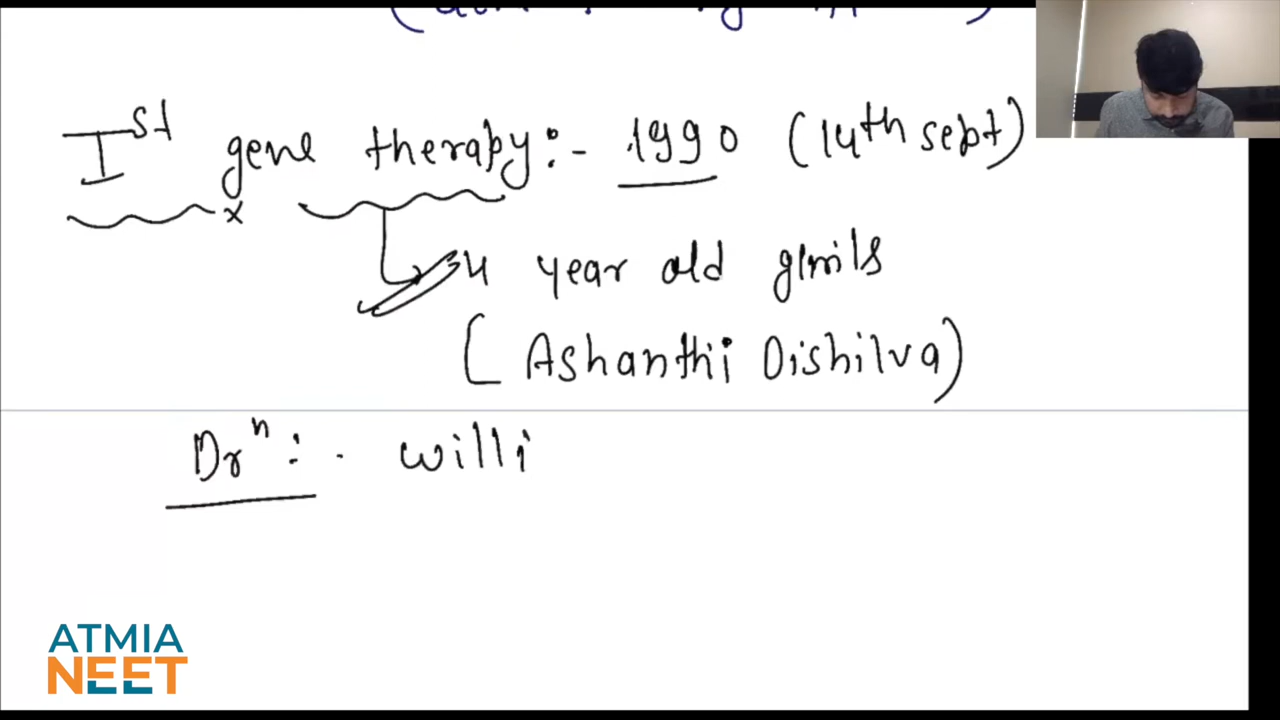 Ist gene therapy:- 1990 (14th sept)
4 year old girls
(Ashanthi Dishilva)
Drn : - willi
ATMIA
NEET